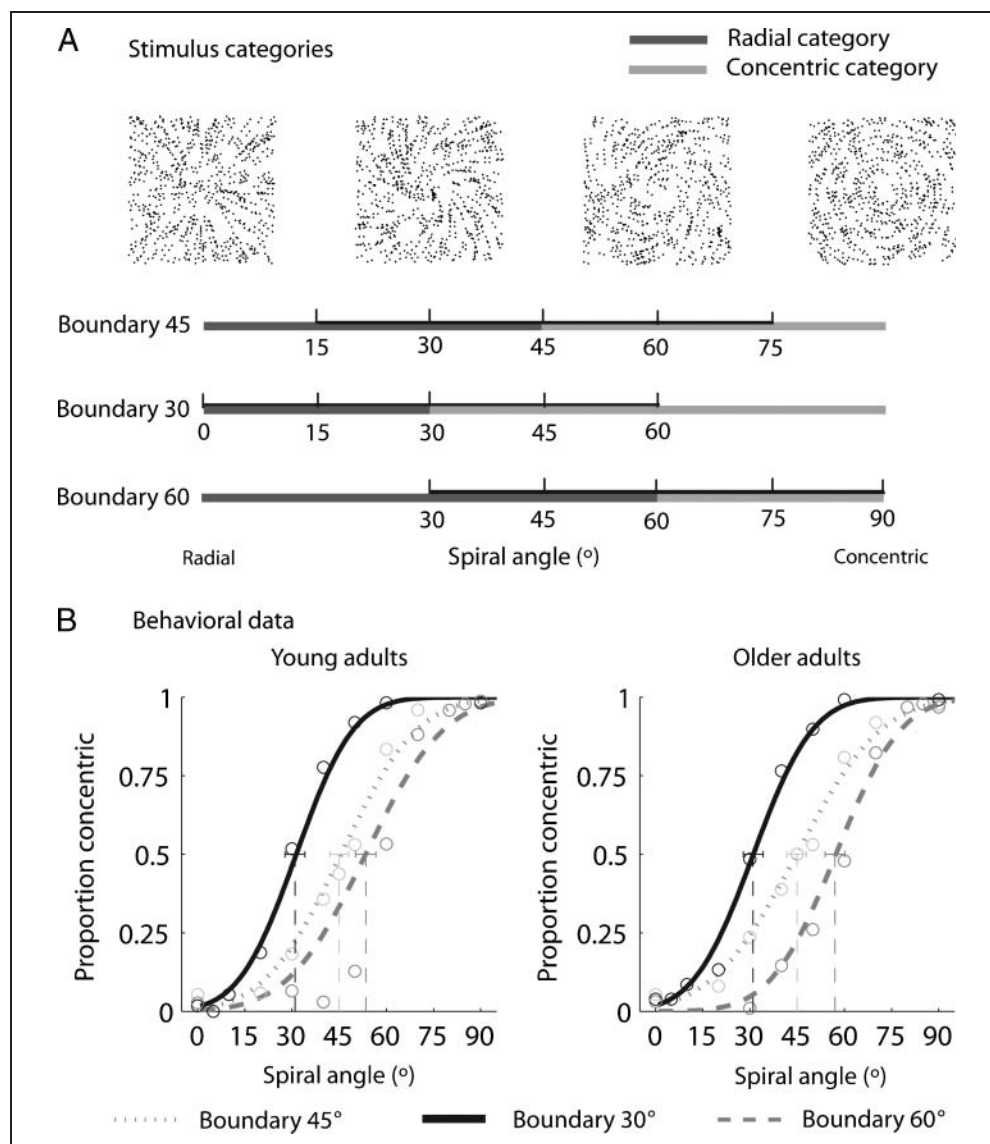 A
Stimulus categories
Radial category
Concentric category
Boundary 45
15 30 45 60 75
Boundary 30
0 15 30 45 60
Boundary 60
30 45 60 75 90
Radial Spiral angle (º) Concentric
B Behavioral data
Young adults Older adults
Proportion concentric
1
0.75
0.5
0.25
0
0 15 30 45 60 75 90
Spiral angle (º)
Proportion concentric
1
0.75
0.5
0.25
0
0 15 30 45 60 75 90
Spiral angle (º)
Boundary 45° Boundary 30° Boundary 60°